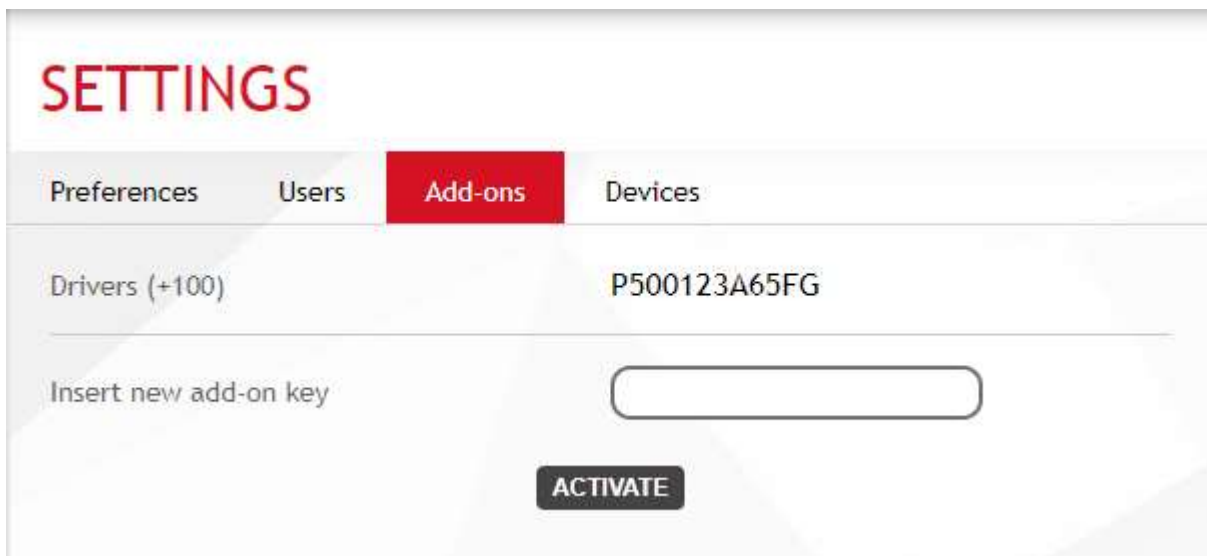 SETTINGS
Preferences Users Add-ons Devices
Drivers (+100) P500123A65FG
Insert new add-on key
ACTIVATE